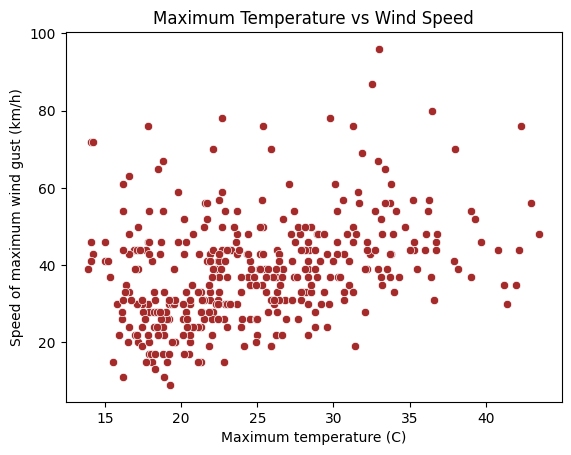 Maximum Temperature vs Wind Speed
100
80
60
40
20
Speed of maximum wind gust (km/h)
15 20 25 30 35 40
Maximum temperature (C)